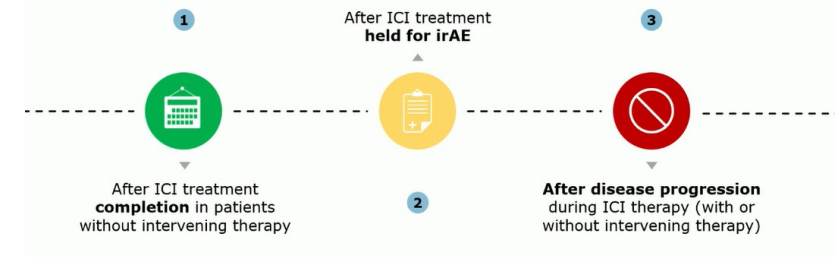 1
After ICI treatment
completion in patients
without intervening therapy
After ICI treatment
held for irAE
2
3
After disease progression
during ICI therapy (with or
without intervening therapy)